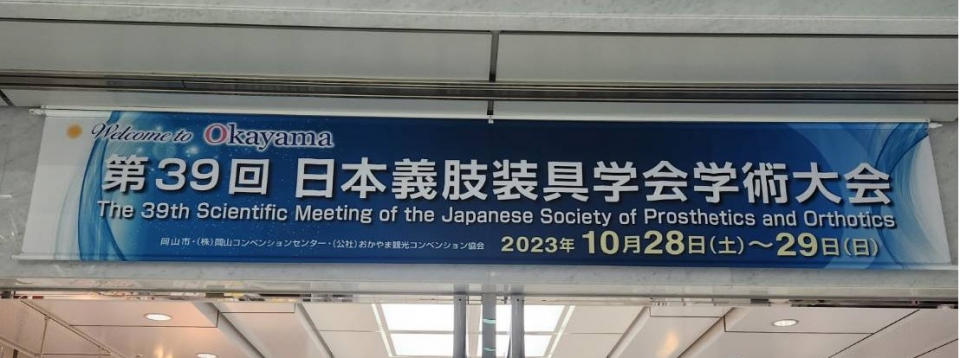 Welcome to Okayama
第39回 日本義肢装具学会学術大会
The 39th Scientific Meeting of the Japanese Society of Prosthetics and Orthotics
岡山市・(株)岡山コンベンションセンター・(公社)おかやま観光コンベンション協会 2023年 10月28日(土)～29日(日)